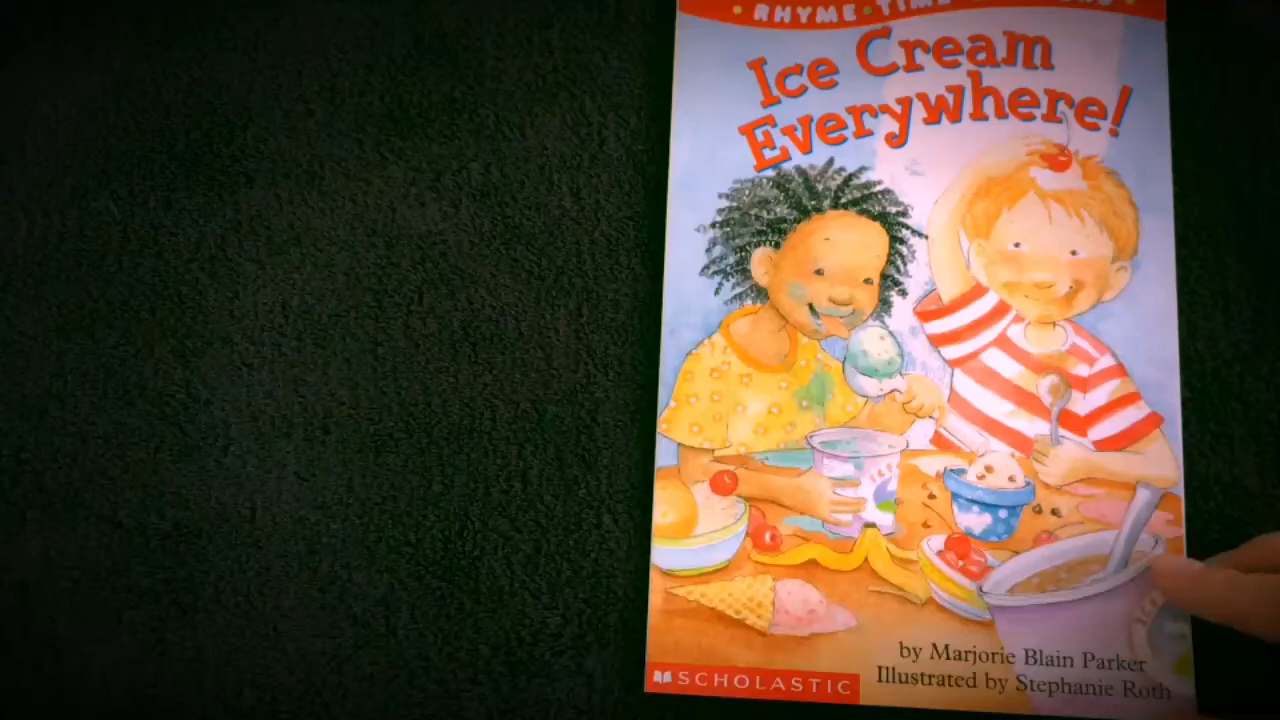 RHYME • TIME
Ice Cream
Everywhere!
by Marjorie Blain Parker
Illustrated by Stephanie Roth
SCHOLASTIC